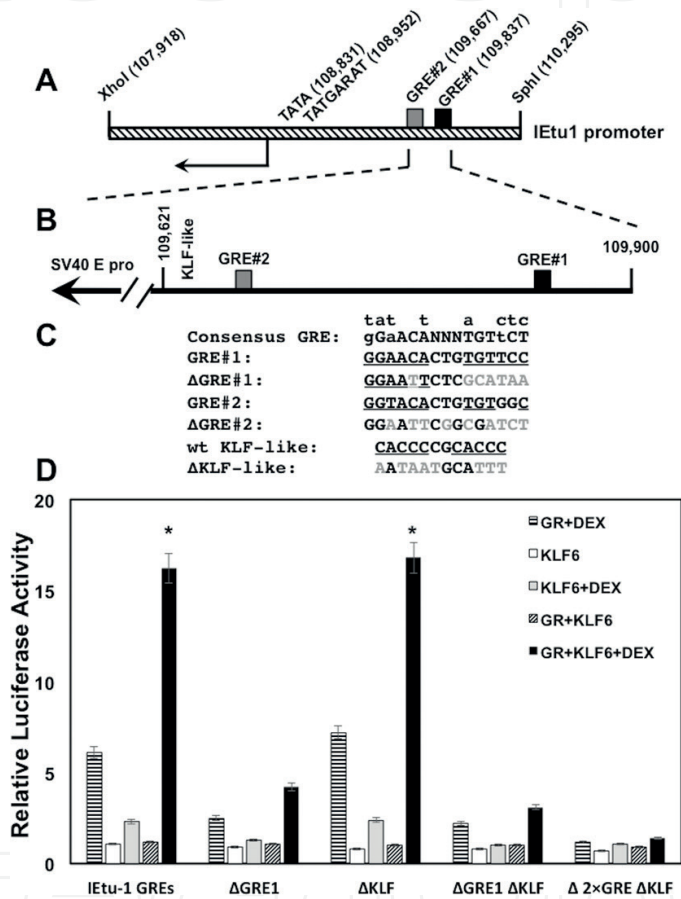 A
XhoI (107,918)
TATA (108,831)
TATGARAT (108,952)
GRE#2 (109,667)
GRE#1 (109,837)
SphI (110,295)
IEtu1 promoter
B
SV40 E pro
109,621
KLF-like
GRE#2
GRE#1
109,900
C
tat t a ctc
Consensus GRE: gGaACANNNTGTtCT
GRE#1: GGAACACTGTGTTCC
ΔGRE#1: GGAATTCTCGCATAA
GRE#2: GGTACACTGTGTGGC
ΔGRE#2: GGAATTCGGCGATCT
wt KLF-like: CACCCCGCACCC
ΔKLF-like: AATAATGCATTT
D
Relative Luciferase Activity
20
15
10
5
0
*
*
GR+DEX
KLF6
KLF6+DEX
GR+KLF6
GR+KLF6+DEX
IEtu-1 GREs
ΔGRE1
ΔKLF
ΔGRE1 ΔKLF
Δ 2×GRE ΔKLF